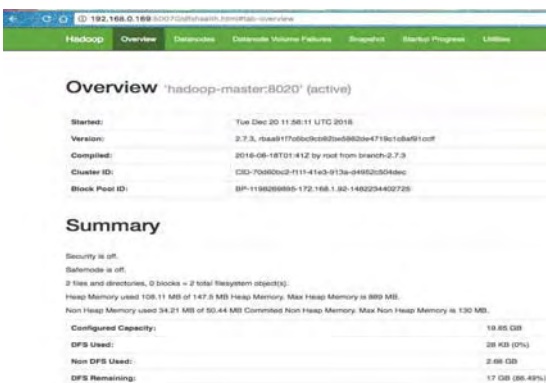 192.168.0.169:50070/dfshealth.html#tab-overview
Hadoop Overview Datanodes Datanode Volume Failures Snapshot Startup Progress Utilities
Overview 'hadoop-master:8020' (active)
Started: Tue Dec 20 11:58:11 UTC 2016
Version: 2.7.3,
Compiled: 2016-08-18T01:41Z by root from branch-2.7.3
Cluster ID:
Block Pool ID:
Summary
Security is off.
Safemode is off.
2 files and directories, 0 blocks = 2 total filesystem object(s).
Heap Memory used 108.11 MB of 147.5 MB Heap Memory. Max Heap Memory is 889 MB.
Non Heap Memory used 34.21 MB of 50.44 MB Commited Non Heap Memory. Max Non Heap Memory is 130 MB.
Configured Capacity: 19.65 GB
DFS Used: 28 KB (0%)
Non DFS Used: 2.66 GB
DFS Remaining: 17 GB (86.49%)